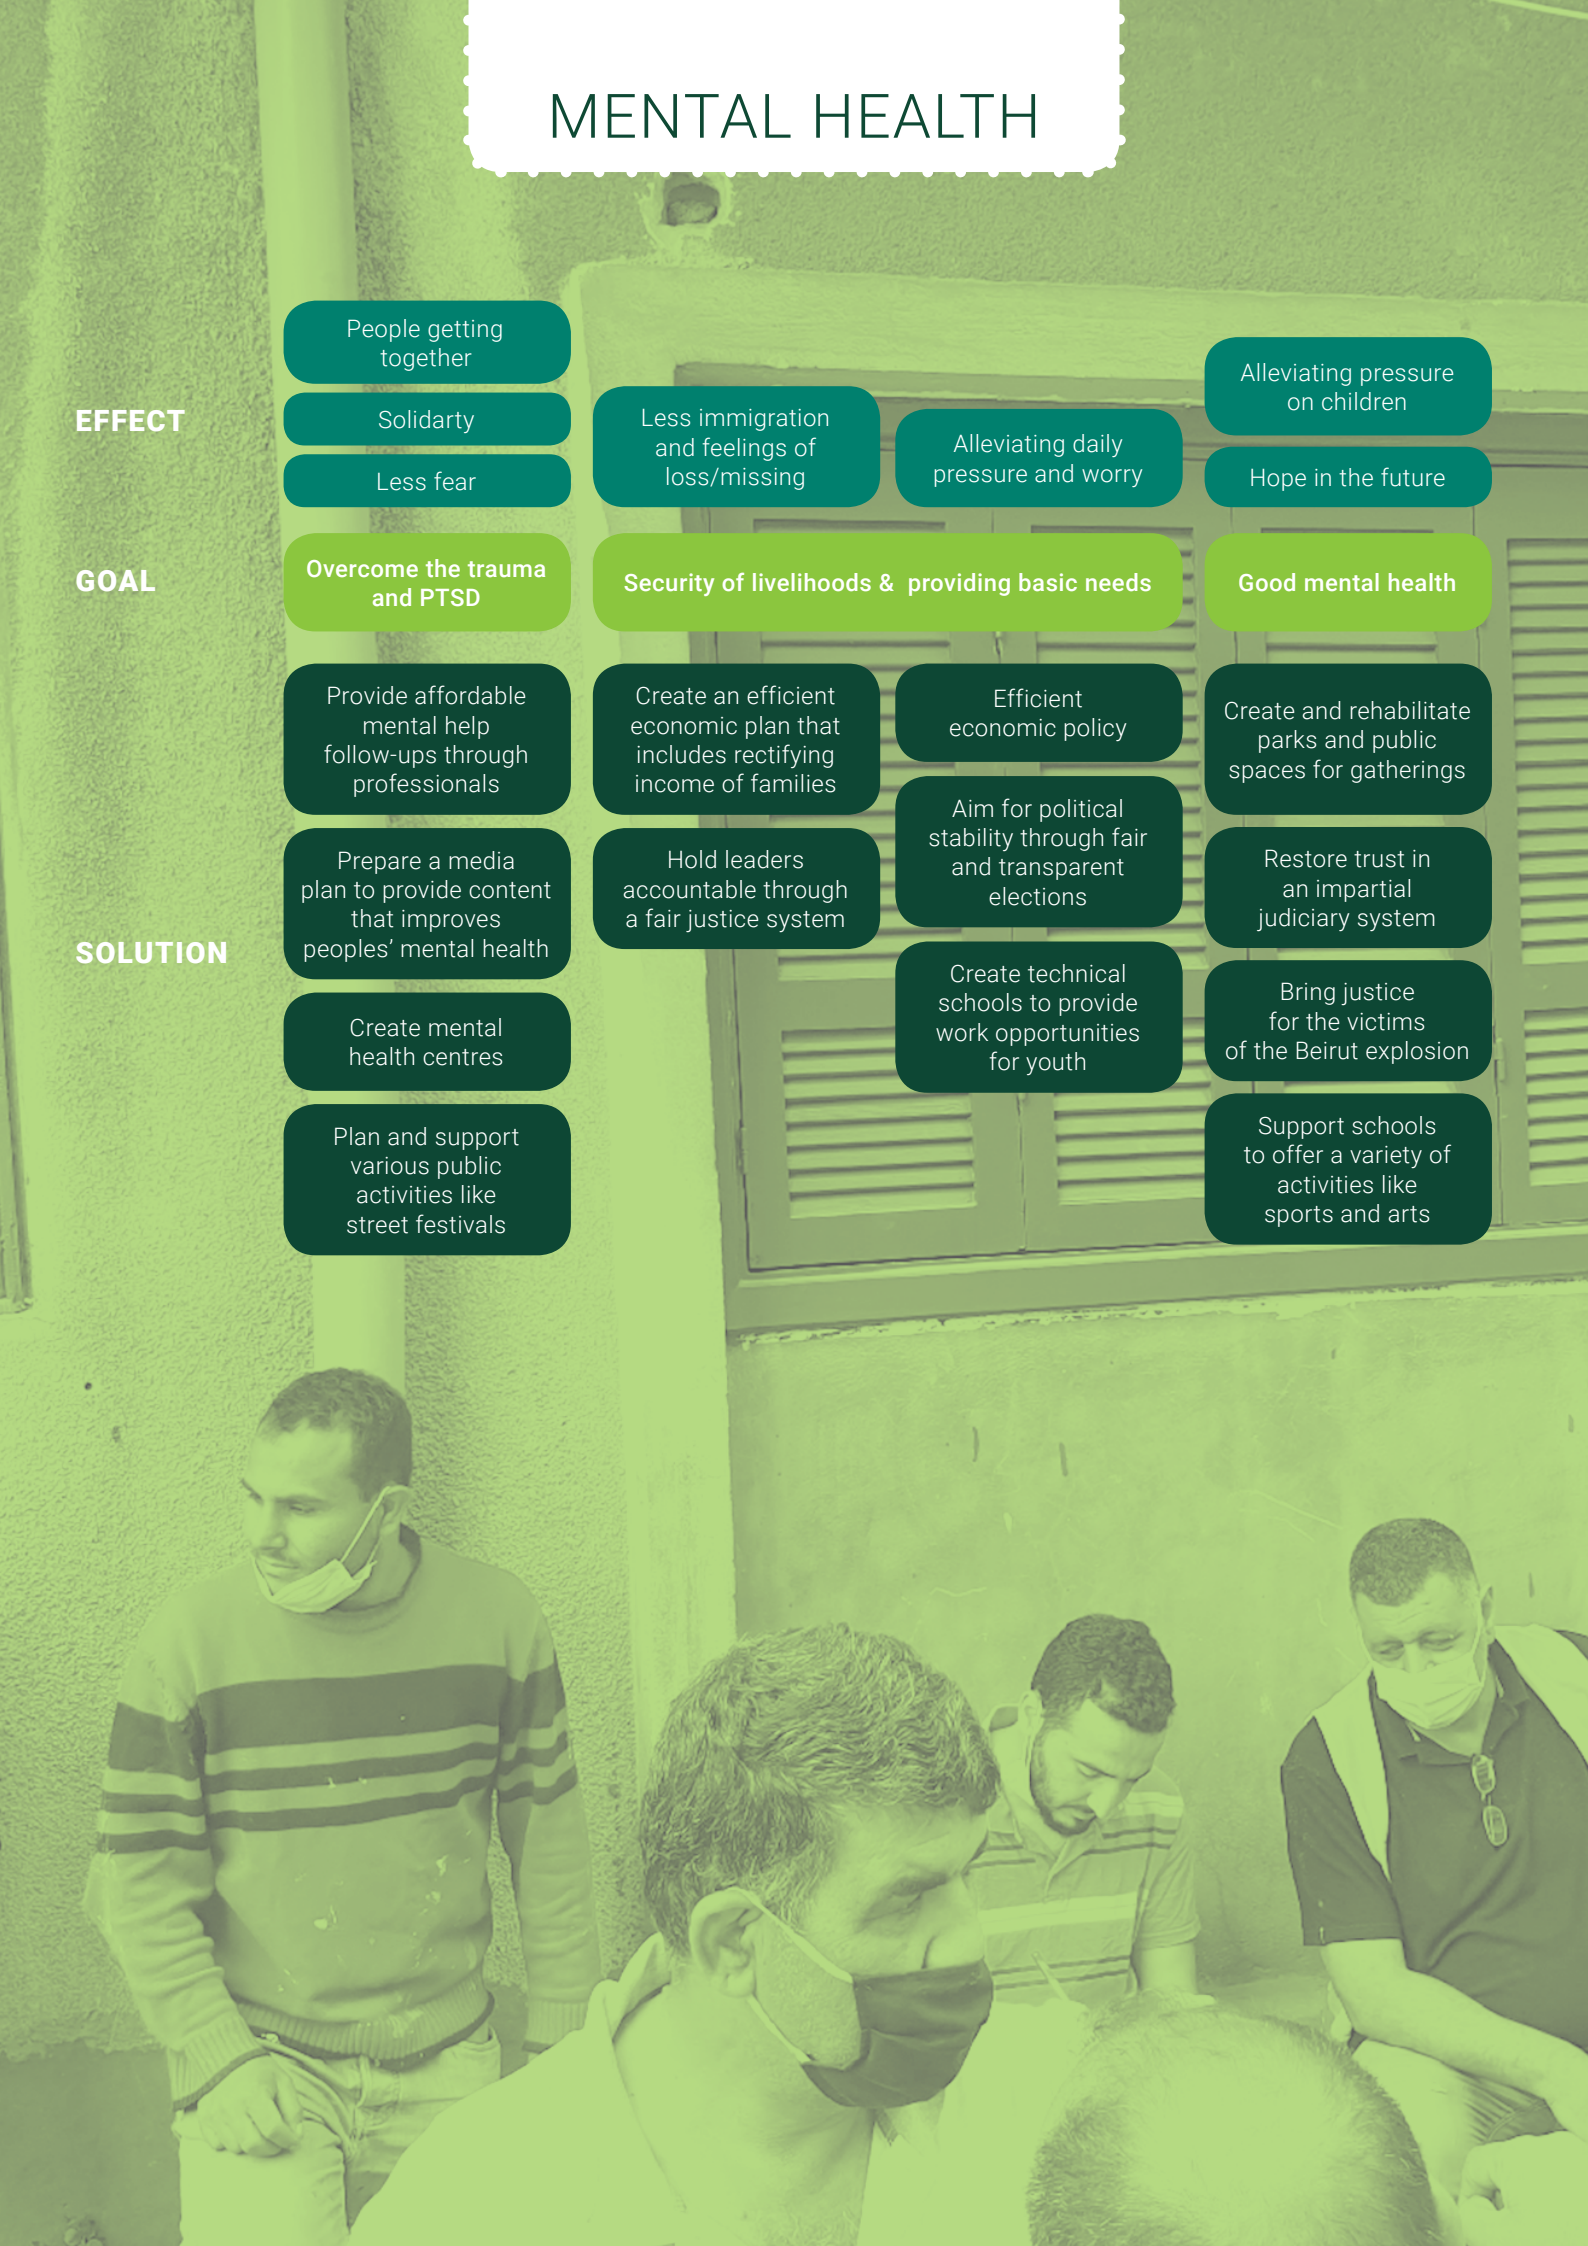 MENTAL HEALTH
EFFECT
People getting
together
Solidarty
Less fear
Less immigration
and feelings of
loss/missing
Alleviating daily
pressure and worry
Alleviating pressure
on children
Hope in the future
GOAL
Overcome the trauma
and PTSD
Security of livelihoods & providing basic needs
Good mental health
SOLUTION
Provide affordable
mental help
follow-ups through
professionals
Prepare a media
plan to provide content
that improves
peoples’ mental health
Create mental
health centres
Plan and support
various public
activities like
street festivals
Create an efficient
economic plan that
includes rectifying
income of families
Hold leaders
accountable through
a fair justice system
Efficient
economic policy
Aim for political
stability through fair
and transparent
elections
Create technical
schools to provide
work opportunities
for youth
Create and rehabilitate
parks and public
spaces for gatherings
Restore trust in
an impartial
judiciary system
Bring justice
for the victims
of the Beirut explosion
Support schools
to offer a variety of
activities like
sports and arts